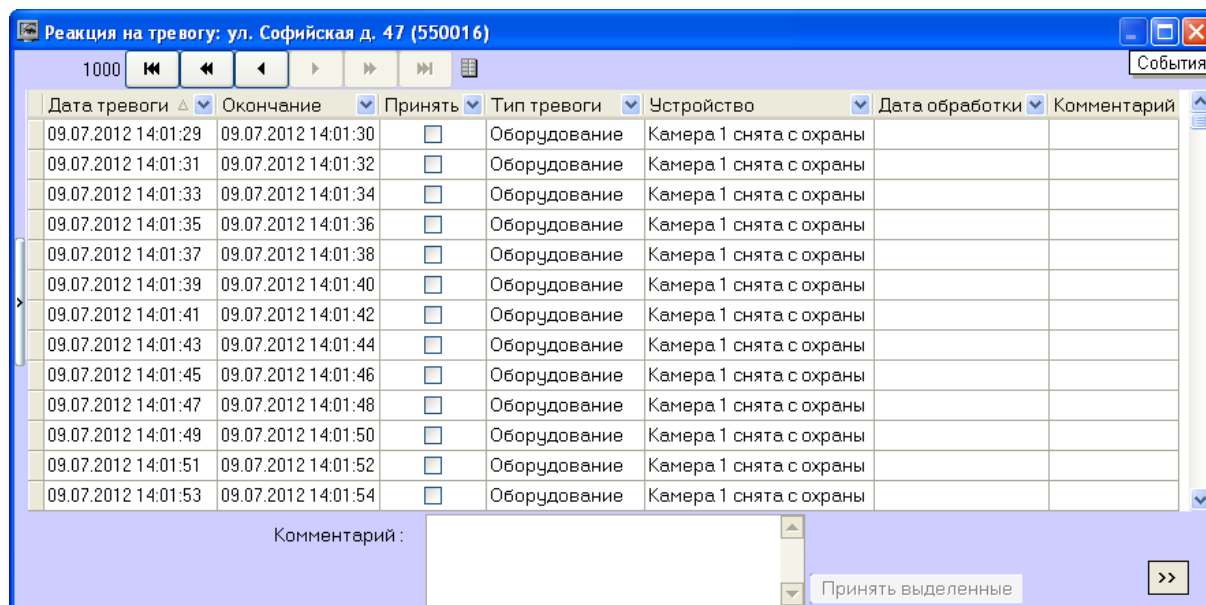 Реакция на тревогу: ул. Софийская д. 47 (550016)
1000
События
Дата тревоги Окончание Принять Тип тревоги Устройство Дата обработки Комментарий
09.07.2012 14:01:29 09.07.2012 14:01:30 Оборудование Камера 1 снята с охраны
09.07.2012 14:01:31 09.07.2012 14:01:32 Оборудование Камера 1 снята с охраны
09.07.2012 14:01:33 09.07.2012 14:01:34 Оборудование Камера 1 снята с охраны
09.07.2012 14:01:35 09.07.2012 14:01:36 Оборудование Камера 1 снята с охраны
09.07.2012 14:01:37 09.07.2012 14:01:38 Оборудование Камера 1 снята с охраны
09.07.2012 14:01:39 09.07.2012 14:01:40 Оборудование Камера 1 снята с охраны
09.07.2012 14:01:41 09.07.2012 14:01:42 Оборудование Камера 1 снята с охраны
09.07.2012 14:01:43 09.07.2012 14:01:44 Оборудование Камера 1 снята с охраны
09.07.2012 14:01:45 09.07.2012 14:01:46 Оборудование Камера 1 снята с охраны
09.07.2012 14:01:47 09.07.2012 14:01:48 Оборудование Камера 1 снята с охраны
09.07.2012 14:01:49 09.07.2012 14:01:50 Оборудование Камера 1 снята с охраны
09.07.2012 14:01:51 09.07.2012 14:01:52 Оборудование Камера 1 снята с охраны
09.07.2012 14:01:53 09.07.2012 14:01:54 Оборудование Камера 1 снята с охраны
Комментарий :
Принять выделенные >>